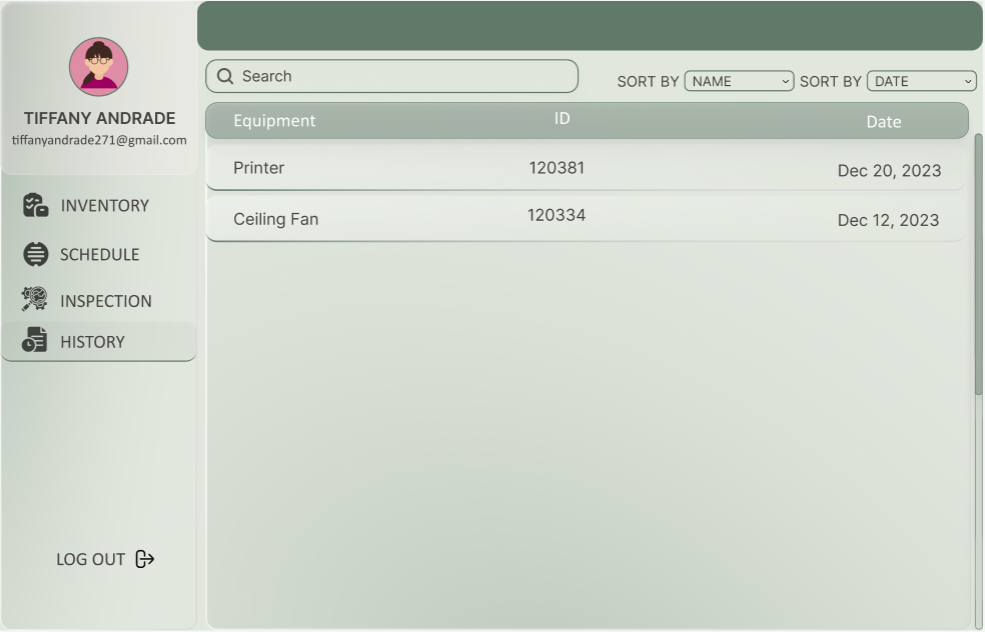 TIFFANY ANDRADE
tiffanyandrade271@gmail.com
INVENTORY
SCHEDULE
INSPECTION
HISTORY
LOG OUT
Search
SORT BY NAME SORT BY DATE
Equipment ID Date
Printer 120381 Dec 20, 2023
Ceiling Fan 120334 Dec 12, 2023